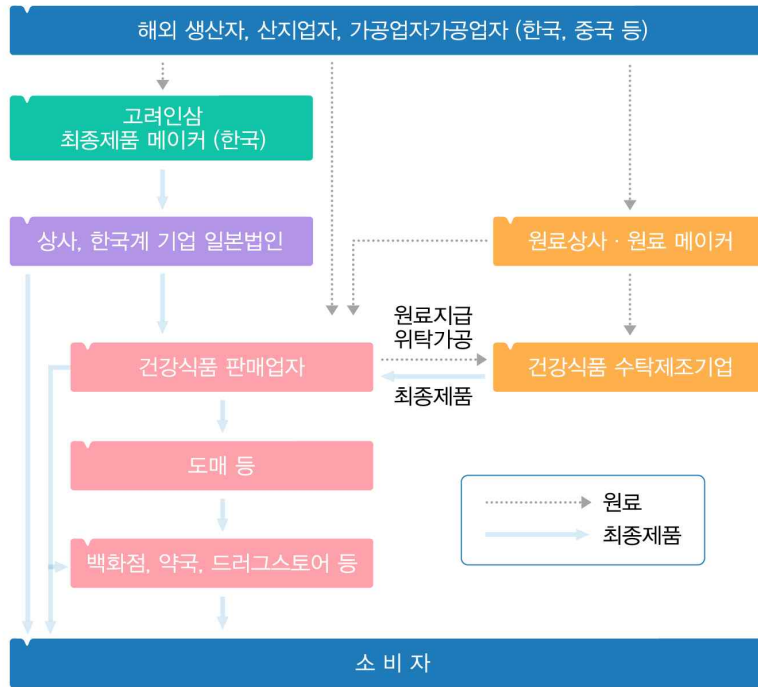 해외 생산자, 산지업자, 가공업자가공업자 (한국, 중국 등)
고려인삼
최종제품 메이커 (한국)
상사, 한국계 기업 일본법인
원료상사 · 원료 메이커
원료지급
위탁가공
건강식품 판매업자
건강식품 수탁제조기업
최종제품
도매 등
원료
최종제품
백화점, 약국, 드러그스토어 등
소 비 자